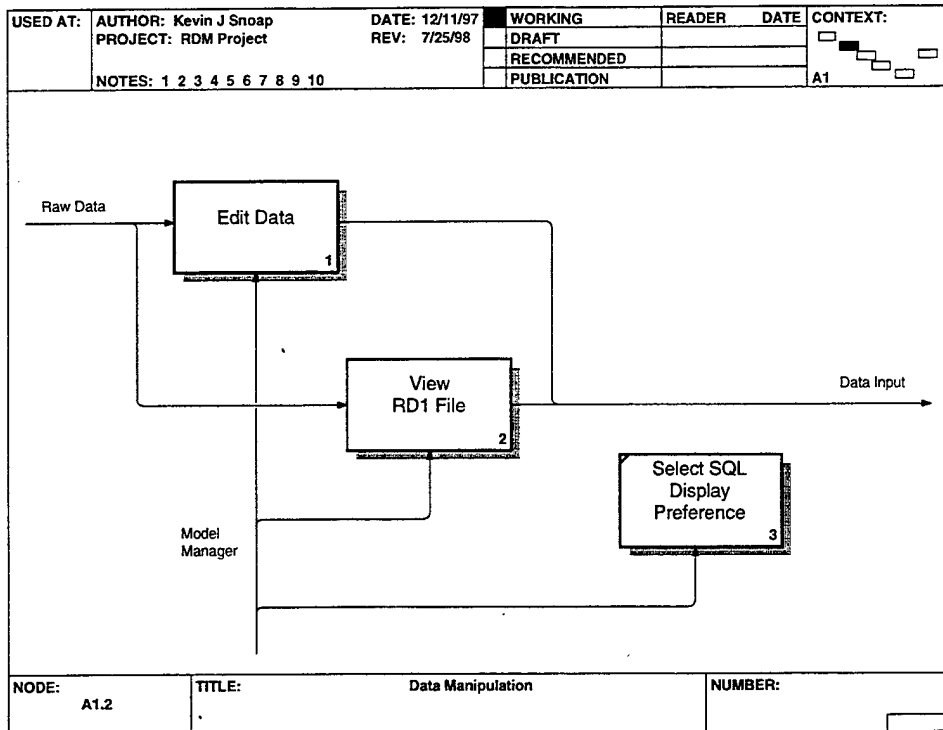 USED AT:
AUTHOR: Kevin J Snoap
DATE: 12/11/97
WORKING
READER
DATE
CONTEXT:
PROJECT: RDM Project
REV: 7/25/98
DRAFT
RECOMMENDED
NOTES: 1 2 3 4 5 6 7 8 9 10
PUBLICATION
A1
Raw Data
Edit Data
1
View
RD1 File
2
Data Input
Select SQL
Display
Preference
3
Model
Manager
NODE:
A1.2
TITLE:
Data Manipulation
NUMBER: